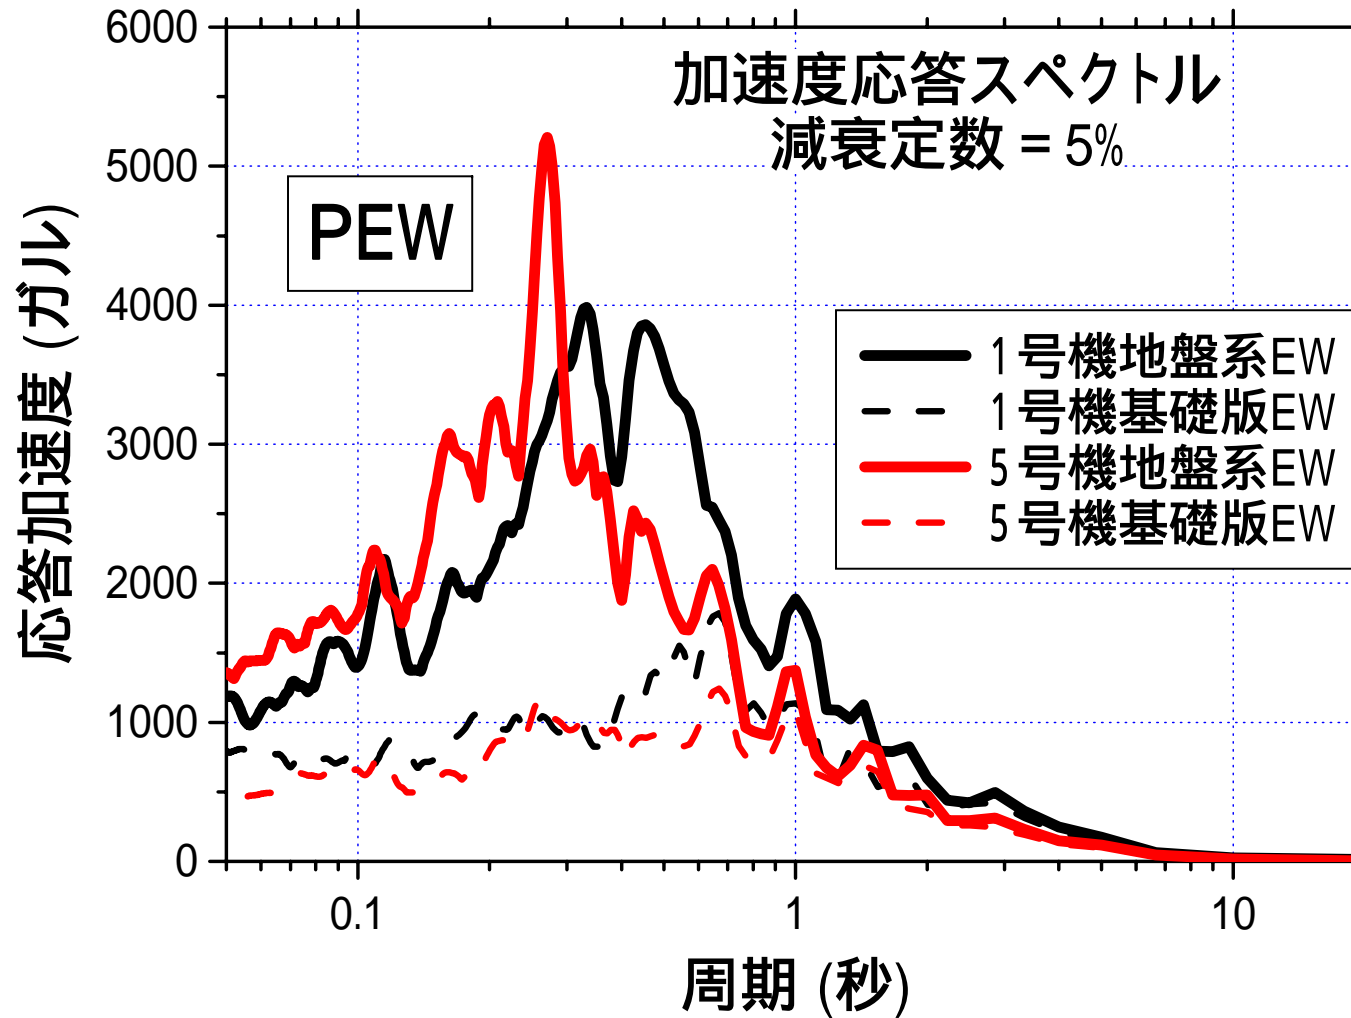 加速度応答スペクトル
減衰定数 = 5%
PEW
1号機地盤系EW
1号機基礎版EW
5号機地盤系EW
5号機基礎版EW
応答加速度 (ガル)
6000
5000
4000
3000
2000
1000
0
0.1
1
10
周期 (秒)